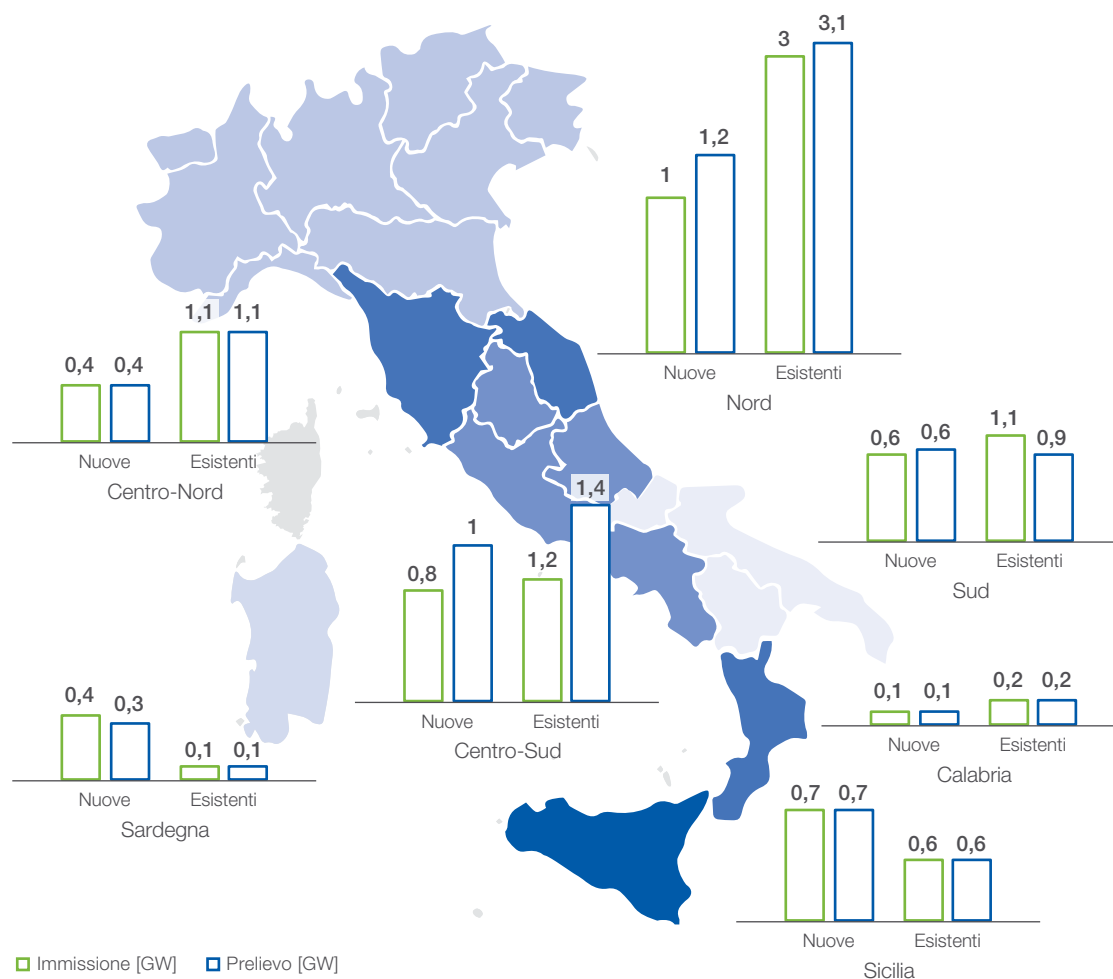 3 3,1
1 1,2
Nuove Esistenti
Nord
0,4 0,4 1,1 1,1
Nuove Esistenti
Centro-Nord
0,6 0,6 1,1 0,9
Nuove Esistenti
Sud
0,8 1 1,2 1,4
Nuove Esistenti
Centro-Sud
0,4 0,3 0,1 0,1
Nuove Esistenti
Sardegna
0,1 0,1 0,2 0,2
Nuove Esistenti
Calabria
0,7 0,7 0,6 0,6
Nuove Esistenti
Sicilia
Immissione [GW] Prelievo [GW]